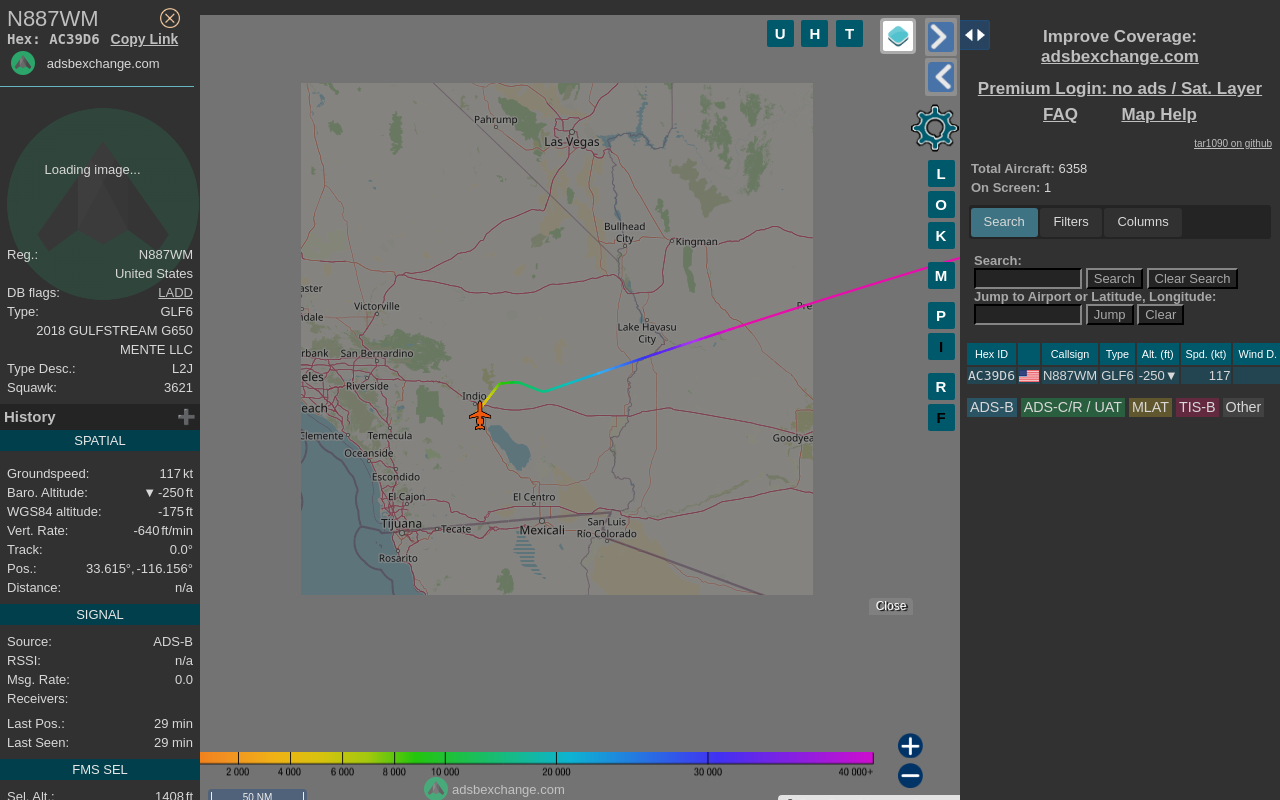 N887WM
Hex: AC39D6 Copy Link
adsbexchange.com
Loading image...
Reg.: N887WM
United States
DB flags: LADD
Type: GLF6
2018 GULFSTREAM G650
MENTE LLC
Type Desc.: L2J
Squawk: 3621
History
SPATIAL
Groundspeed: 117 kt
Baro. Altitude: ▼ -250 ft
WGS84 altitude: -175 ft
Vert. Rate: -640 ft/min
Track: 0.0°
Pos.: 33.615°, -116.156°
Distance: n/a
SIGNAL
Source: ADS-B
RSSI: n/a
Msg. Rate: 0.0
Receivers:
Last Pos.: 29 min
Last Seen: 29 min
FMS SEL
Sel. Alt.: 1408 ft
U H T
L
O
K
M
P
I
R
F
Pahrump
Las Vegas
Bullhead
City
Kingman
aster
Victorville
dale
Pre
Lake Havasu
City
rbank
San Bernardino
eles
Riverside
Indio
each
Clemente
Temecula
Goodyea
Oceanside
Escondido
El Cajon
El Centro
Tijuana
Tecate
Mexicali
San Luis
Río Colorado
Rosarito
Close
2 000 4 000 6 000 8 000 10 000 20 000 30 000 40 000+
adsbexchange.com
50 NM
Improve Coverage:
adsbexchange.com
Premium Login: no ads / Sat. Layer
FAQ Map Help
tar1090 on github
Total Aircraft: 6358
On Screen: 1
Search Filters Columns
Search:
Search Clear Search
Jump to Airport or Latitude, Longitude:
Jump Clear
Hex ID Callsign Type Alt. (ft) Spd. (kt) Wind D.
AC39D6 N887WM GLF6 -250▼ 117
ADS-B ADS-C/R / UAT MLAT TIS-B Other